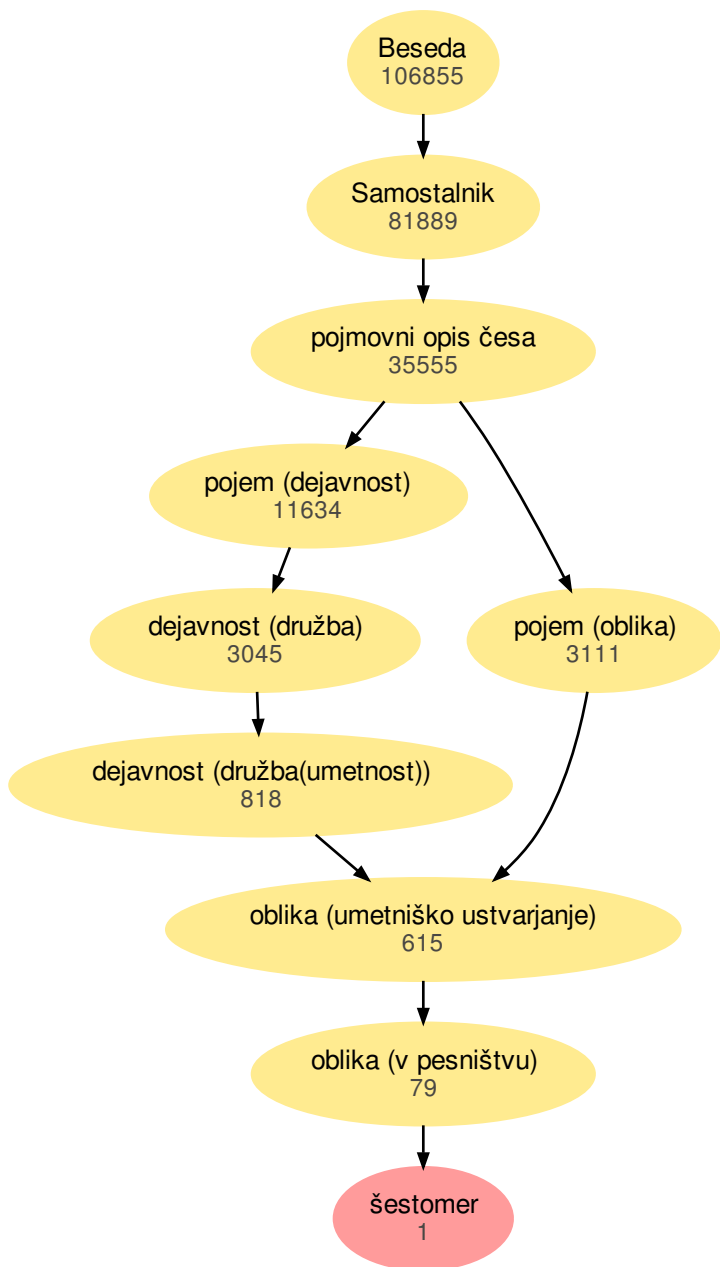 Beseda
106855
Samostalnik
81889
pojmovni opis česa
35555
pojem (dejavnost)
11634
dejavnost (družba)
3045
pojem (oblika)
3111
dejavnost (družba(umetnost))
818
oblika (umetniško ustvarjanje)
615
oblika (v pesništvu)
79
šestomer
1